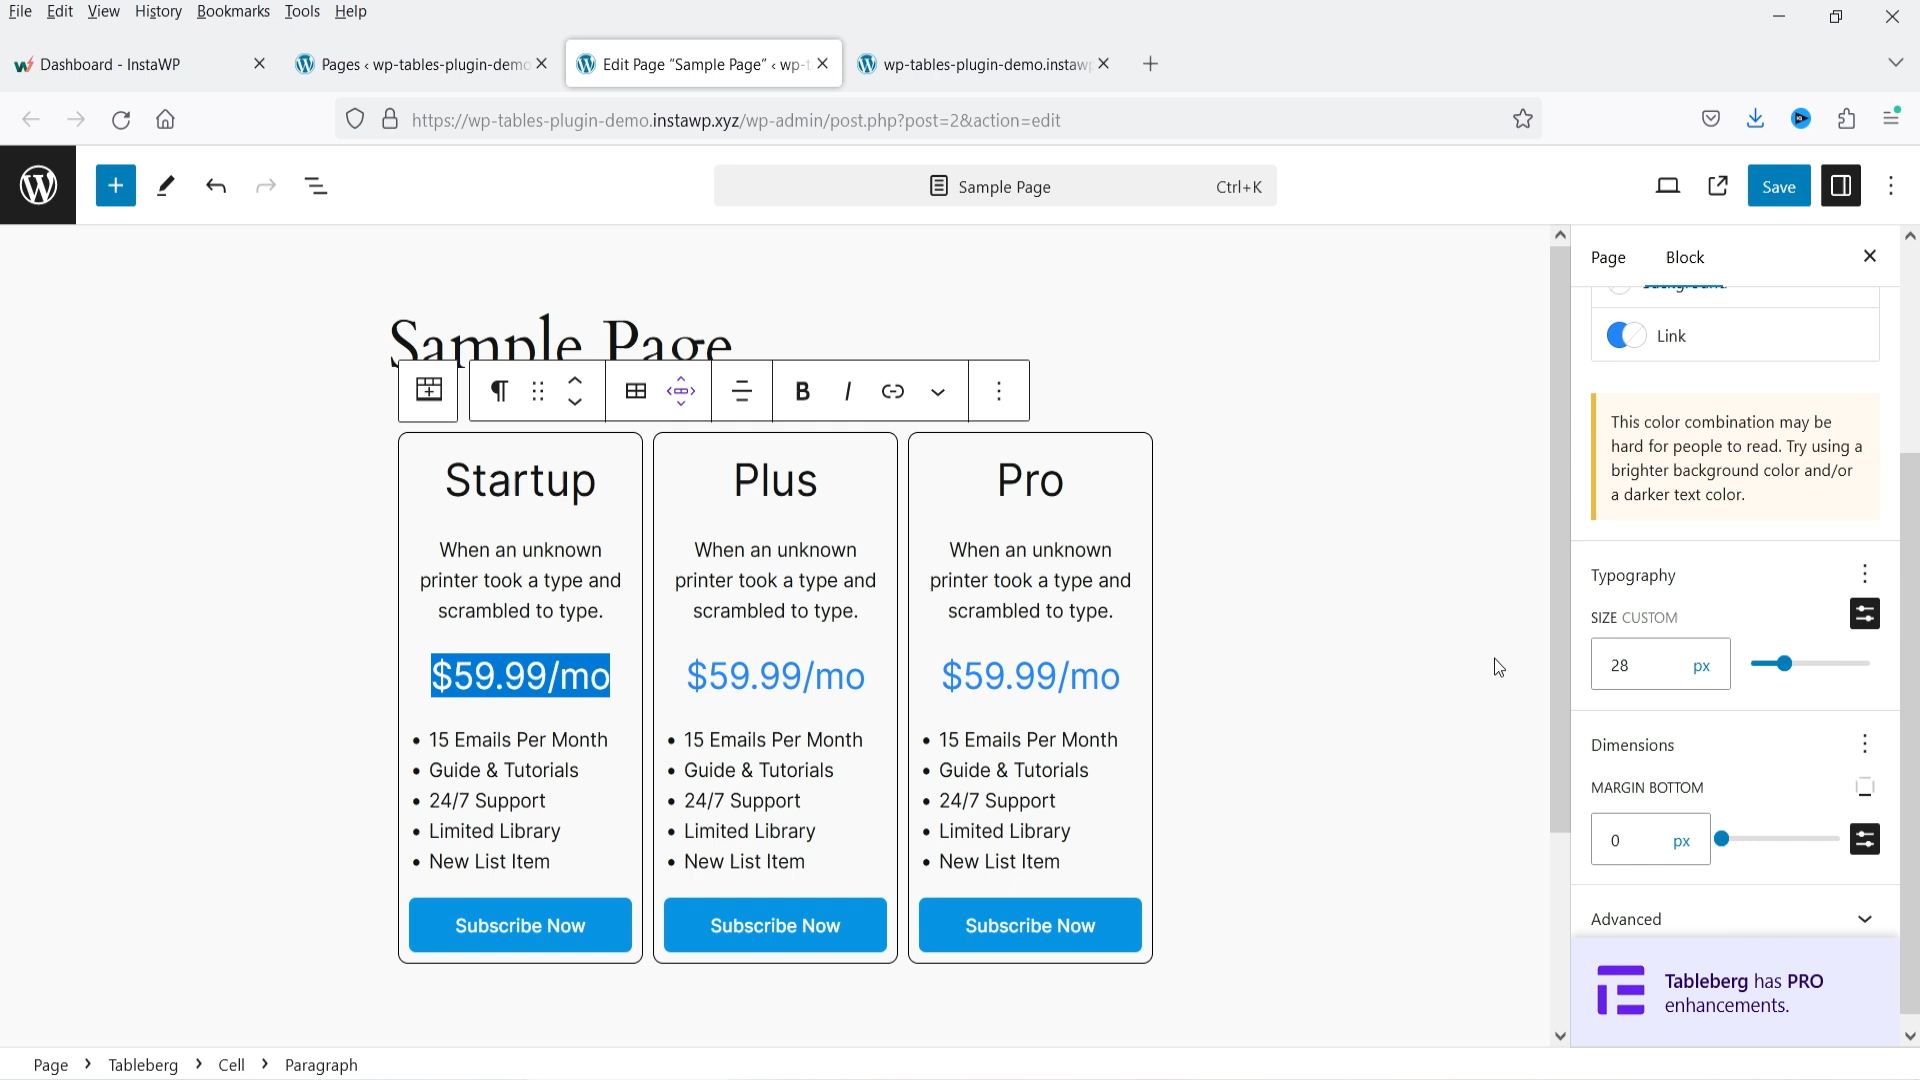 File Edit View History Bookmarks Tools Help
Dashboard - InstaWP
Pages ‹ wp-tables-plugin-demo
Edit Page “Sample Page” ‹ wp-t
wp-tables-plugin-demo.instaw
https://wp-tables-plugin-demo.instawp.xyz/wp-admin/post.php?post=2&action=edit
Sample Page Ctrl+K
Save
Page Block
Background
Link
This color combination may be
hard for people to read. Try using a
brighter background color and/or
a darker text color.
Typography
SIZE CUSTOM
28 px
Dimensions
MARGIN BOTTOM
0 px
Advanced
Tableberg has PRO
enhancements.
Sample Page
B I
Startup
When an unknown
printer took a type and
scrambled to type.
$59.99/mo
• 15 Emails Per Month
• Guide & Tutorials
• 24/7 Support
• Limited Library
• New List Item
Subscribe Now
Plus
When an unknown
printer took a type and
scrambled to type.
$59.99/mo
• 15 Emails Per Month
• Guide & Tutorials
• 24/7 Support
• Limited Library
• New List Item
Subscribe Now
Pro
When an unknown
printer took a type and
scrambled to type.
$59.99/mo
• 15 Emails Per Month
• Guide & Tutorials
• 24/7 Support
• Limited Library
• New List Item
Subscribe Now
Page › Tableberg › Cell › Paragraph